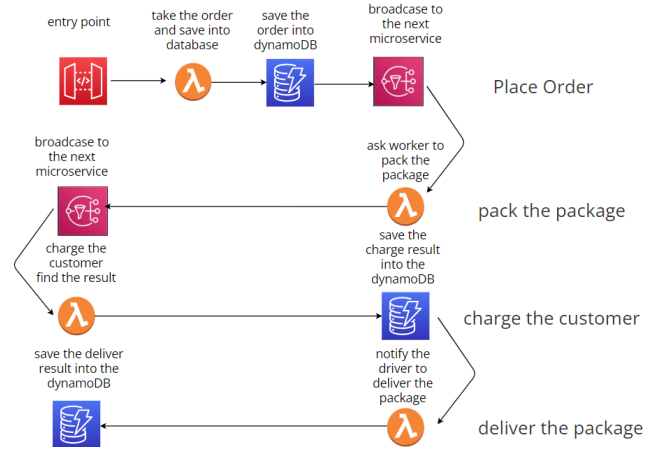 entry point
take the order
and save into
database
save the
order into
dynamoDB
broadcase to
the next
microservice
Place Order
broadcase to
the next
microservice
ask worker to
pack the
package
pack the package
charge the
customer
find the result
save the
charge result
into the
dynamoDB
charge the customer
save the deliver
result into the
dynamoDB
notify the
driver to
deliver the
package
deliver the package